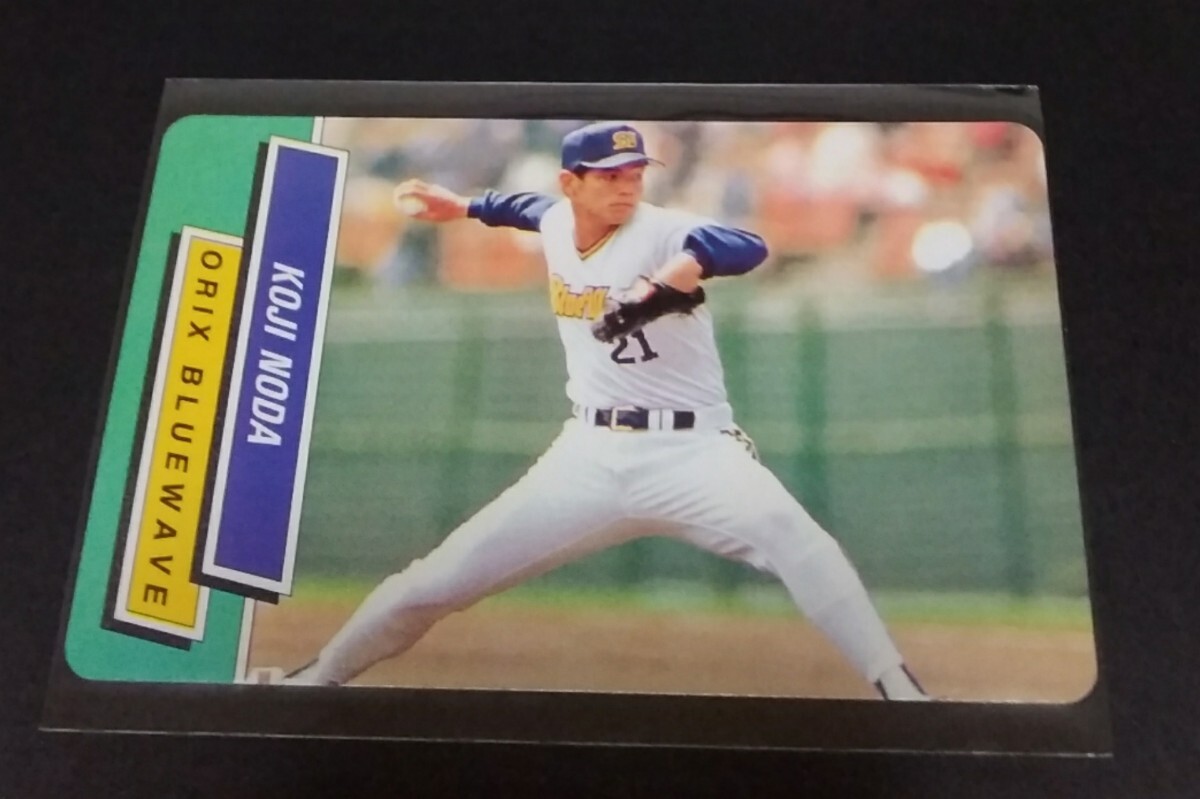 KOJI NODA
ORIX BLUEWAVE
21